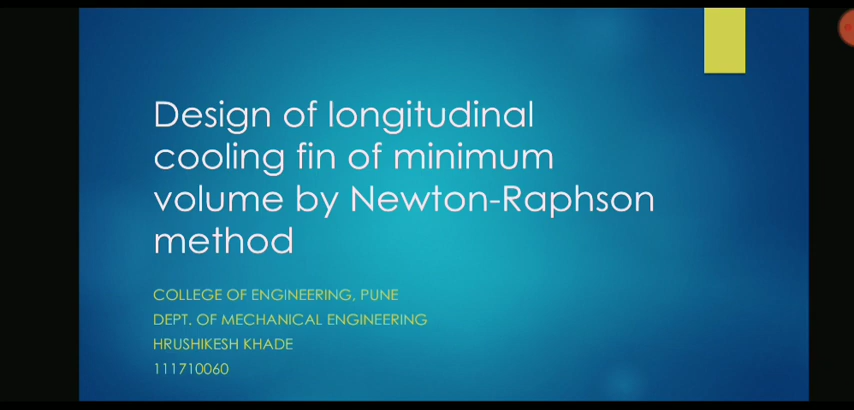 Design of longitudinal
cooling fin of minimum
volume by Newton-Raphson
method
COLLEGE OF ENGINEERING, PUNE
DEPT. OF MECHANICAL ENGINEERING
HRUSHIKESH KHADE
111710060